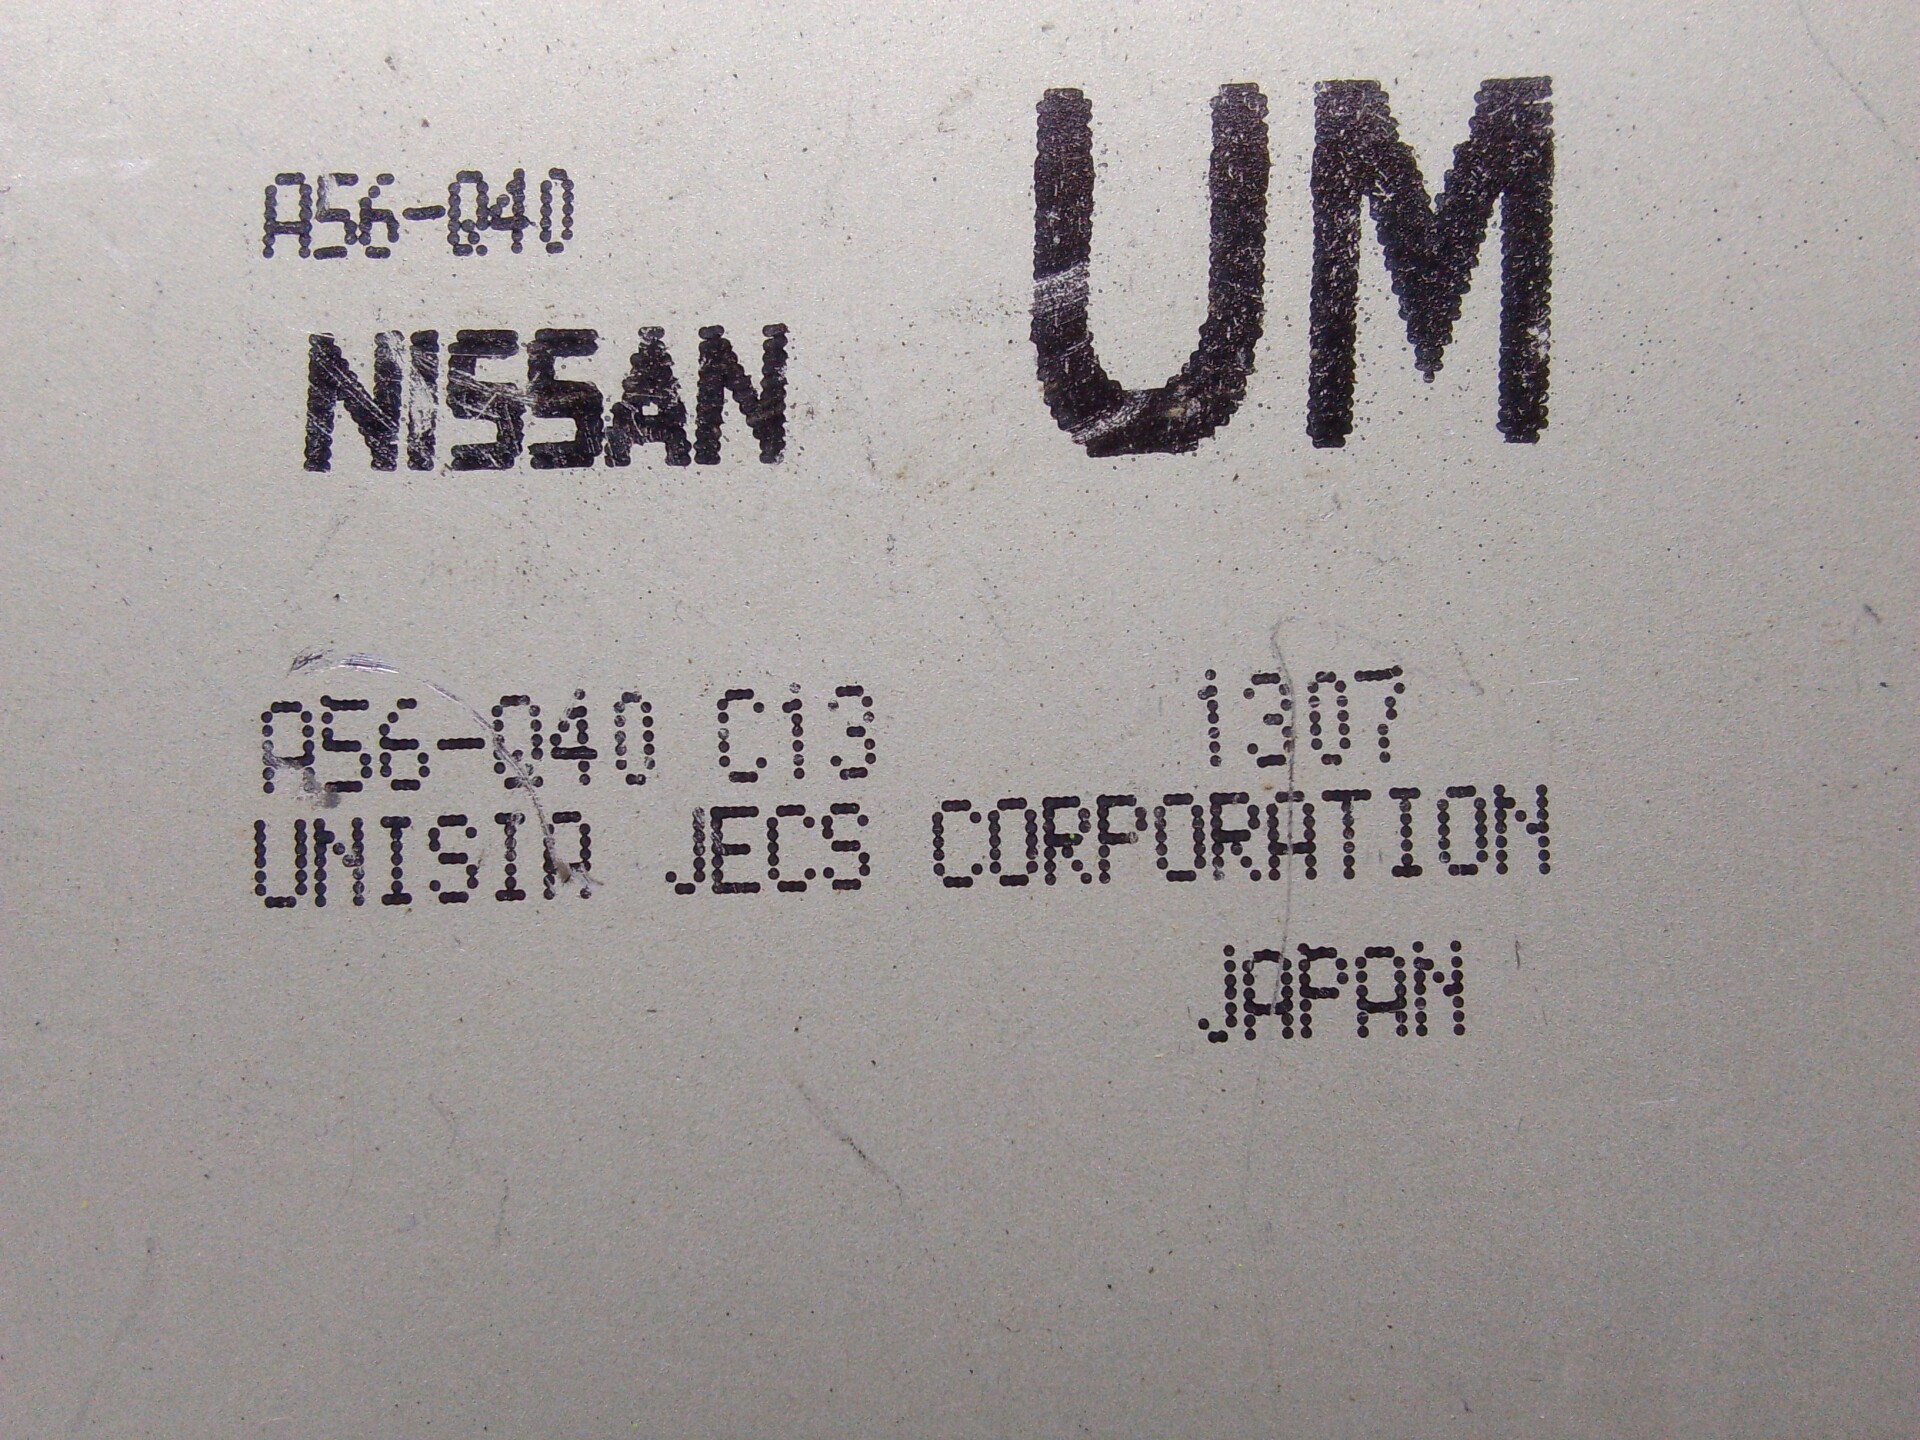 A56-Q40
UM
NISSAN
A56-Q40 C13 1307
UNISIA JECS CORPORATION
JAPAN